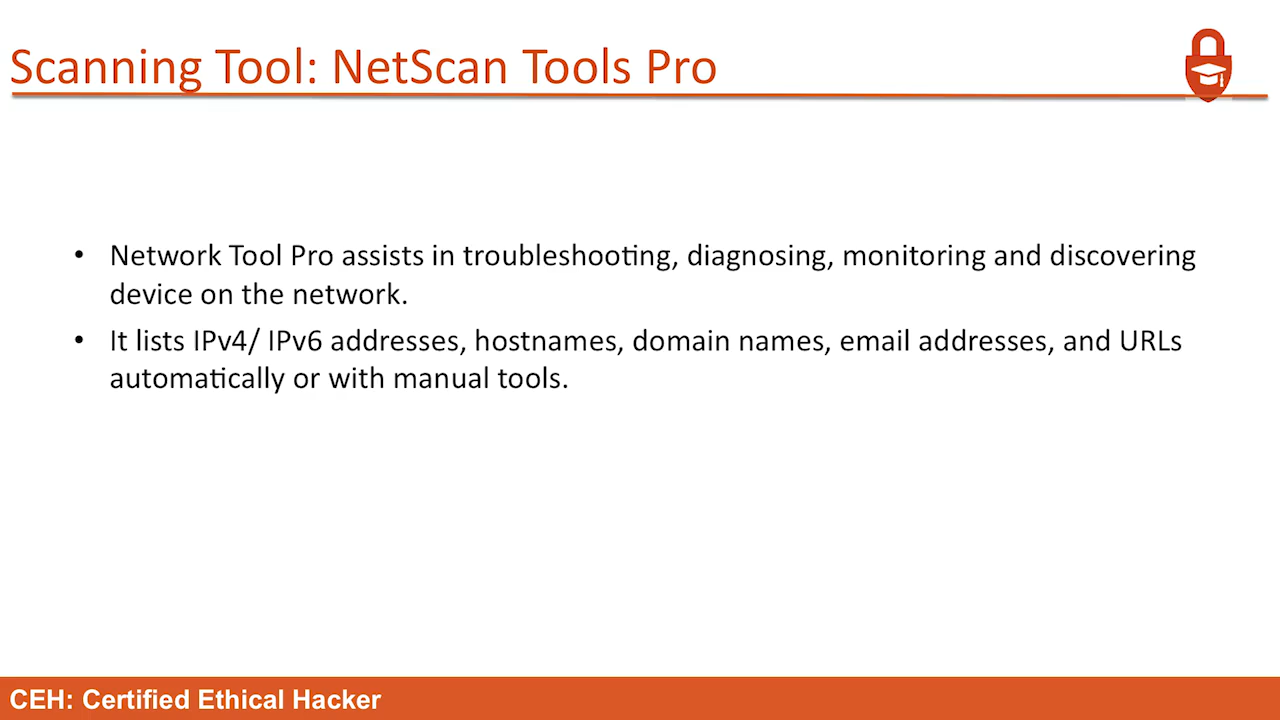 Scanning Tool: NetScan Tools Pro
• Network Tool Pro assists in troubleshooting, diagnosing, monitoring and discovering
device on the network.
• It lists IPv4/ IPv6 addresses, hostnames, domain names, email addresses, and URLs
automatically or with manual tools.
CEH: Certified Ethical Hacker